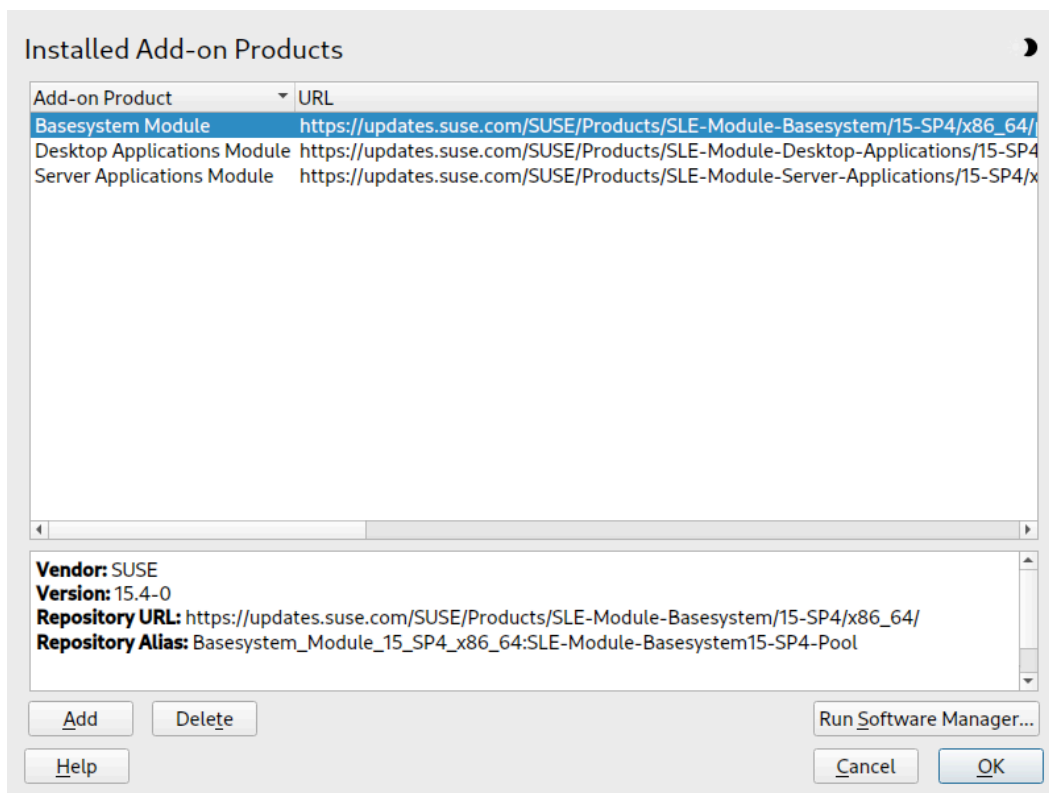 Installed Add-on Products
Add-on Product URL
Basesystem Module https://updates.suse.com/SUSE/Products/SLE-Module-Basesystem/15-SP4/x86_64/
Desktop Applications Module https://updates.suse.com/SUSE/Products/SLE-Module-Desktop-Applications/15-SP4
Server Applications Module https://updates.suse.com/SUSE/Products/SLE-Module-Server-Applications/15-SP4/x
Vendor: SUSE
Version: 15.4-0
Repository URL: https://updates.suse.com/SUSE/Products/SLE-Module-Basesystem/15-SP4/x86_64/
Repository Alias: Basesystem_Module_15_SP4_x86_64:SLE-Module-Basesystem15-SP4-Pool
Add Delete Run Software Manager...
Help Cancel OK